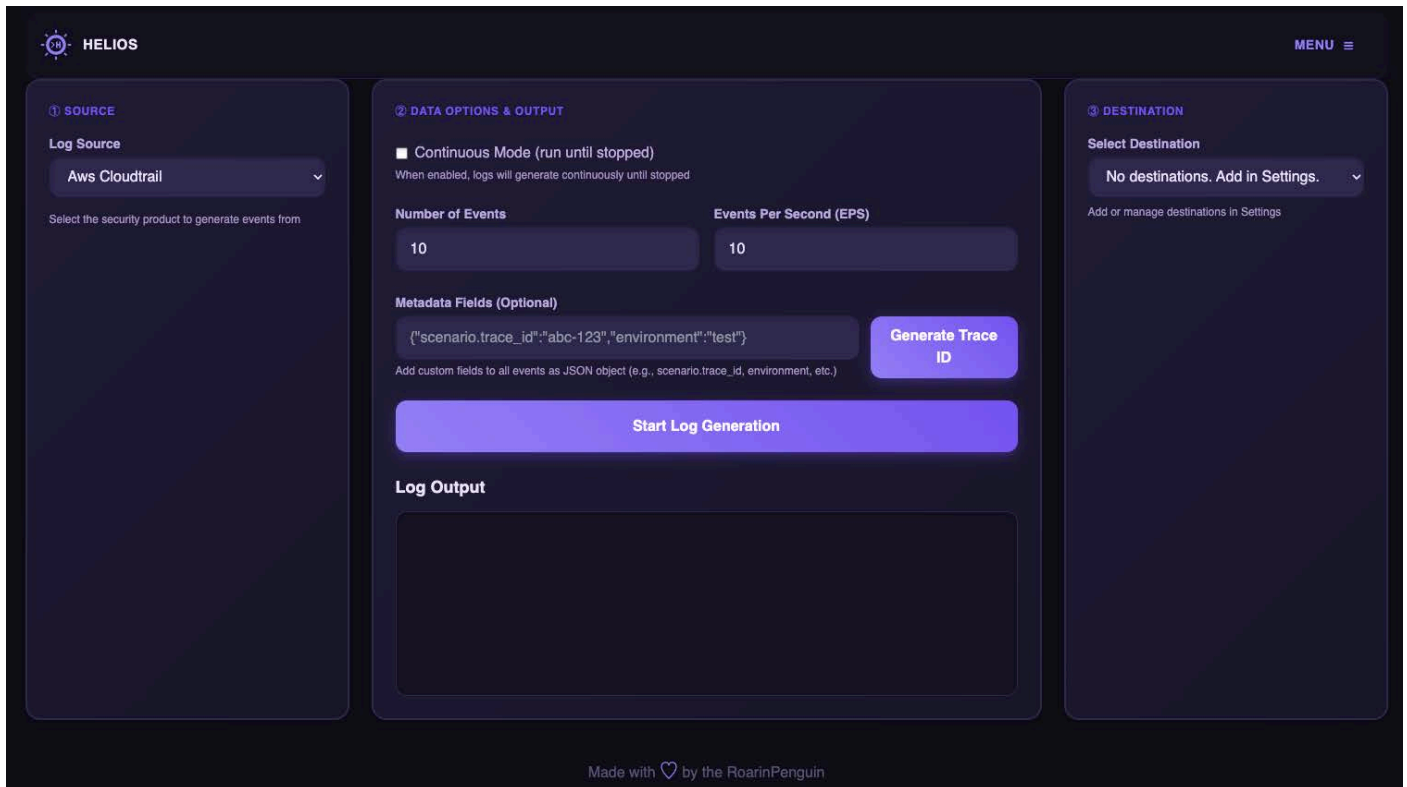 HELIOS
MENU ≡
① SOURCE
Log Source
Aws Cloudtrail
Select the security product to generate events from
② DATA OPTIONS & OUTPUT
Continuous Mode (run until stopped)
When enabled, logs will generate continuously until stopped
Number of Events
Events Per Second (EPS)
10
10
Metadata Fields (Optional)
{"scenario.trace_id":"abc-123","environment":"test"}
Generate Trace
ID
Add custom fields to all events as JSON object (e.g., scenario.trace_id, environment, etc.)
Start Log Generation
Log Output
③ DESTINATION
Select Destination
No destinations. Add in Settings.
Add or manage destinations in Settings
Made with ♡ by the RoarinPenguin